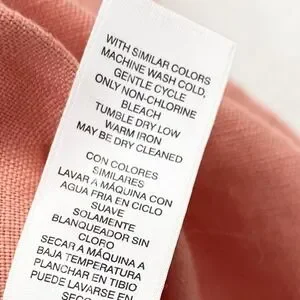 WITH SIMILAR COLORS
MACHINE WASH COLD,
GENTLE CYCLE
ONLY NON-CHLORINE
BLEACH
TUMBLE DRY LOW
WARM IRON
MAY BE DRY CLEANED
CON COLORES
SIMILARES
LAVAR A MÁQUINA CON
AGUA FRIA EN CICLO
SUAVE
SOLAMENTE
BLANQUEADOR SIN
CLORO
SECAR A MÁQUINA A
BAJA TEMPERATURA
PLANCHAR EN TIBIO
PUEDE LAVARSE EN
SECO